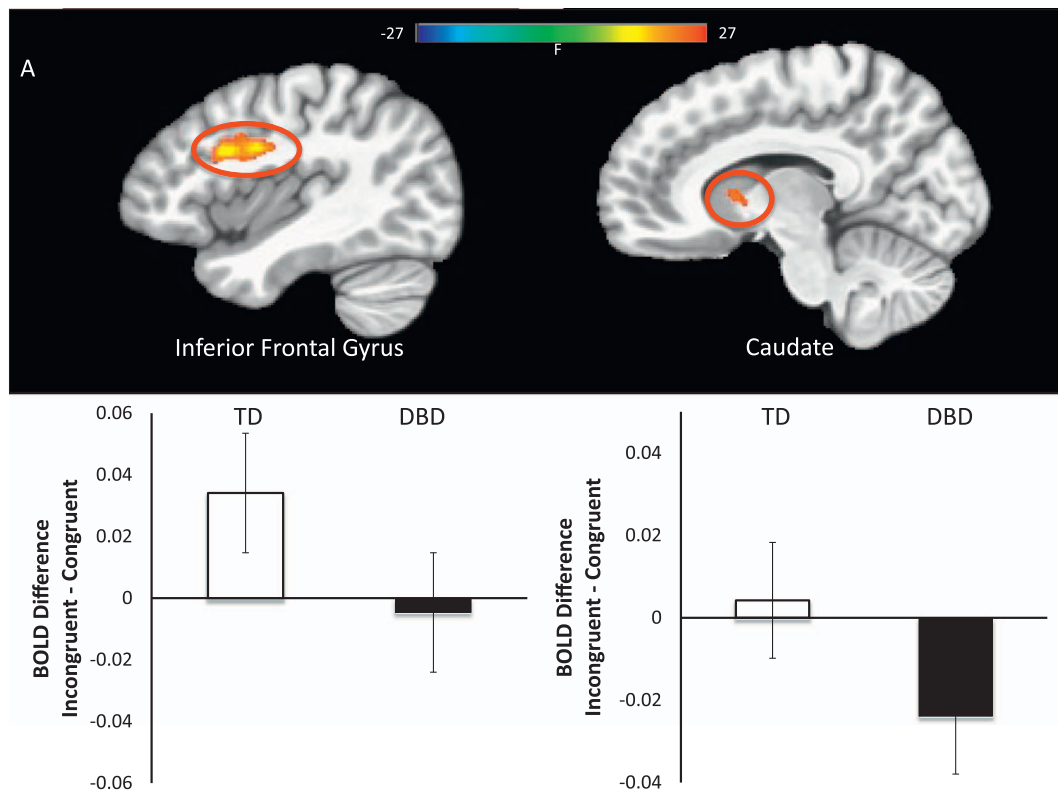 -27
27
F
A
Inferior Frontal Gyrus
Caudate
TD
DBD
0.06
0.04
0.02
0
-0.02
-0.04
-0.06
BOLD Difference
Incongruent - Congruent
TD
DBD
0.04
0.02
0
-0.02
-0.04
BOLD Difference
Incongruent - Congruent